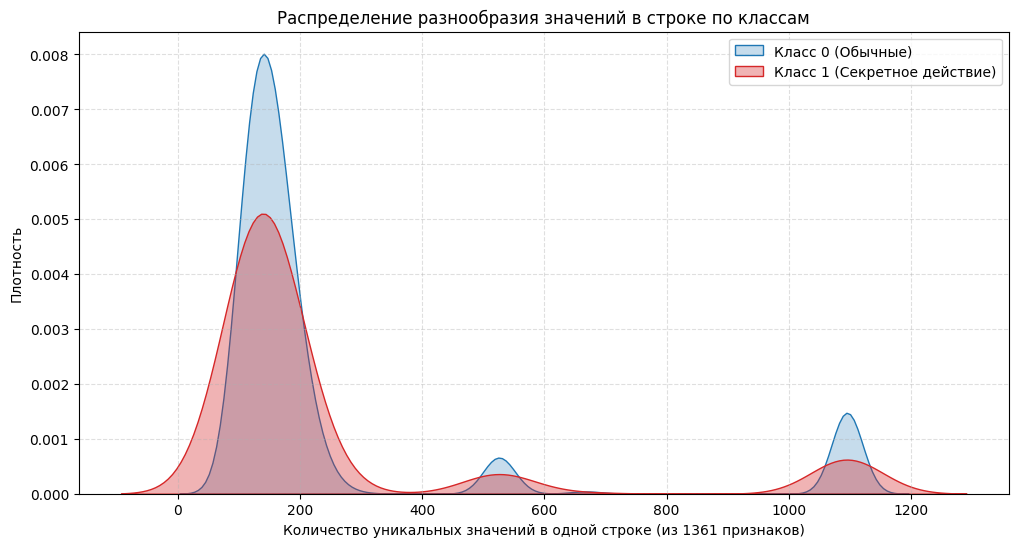 Распределение разнообразия значений в строке по классам
Класс 0 (Обычные)
Класс 1 (Секретное действие)
Плотность
0.008
0.007
0.006
0.005
0.004
0.003
0.002
0.001
0.000
0 200 400 600 800 1000 1200
Количество уникальных значений в одной строке (из 1361 признаков)